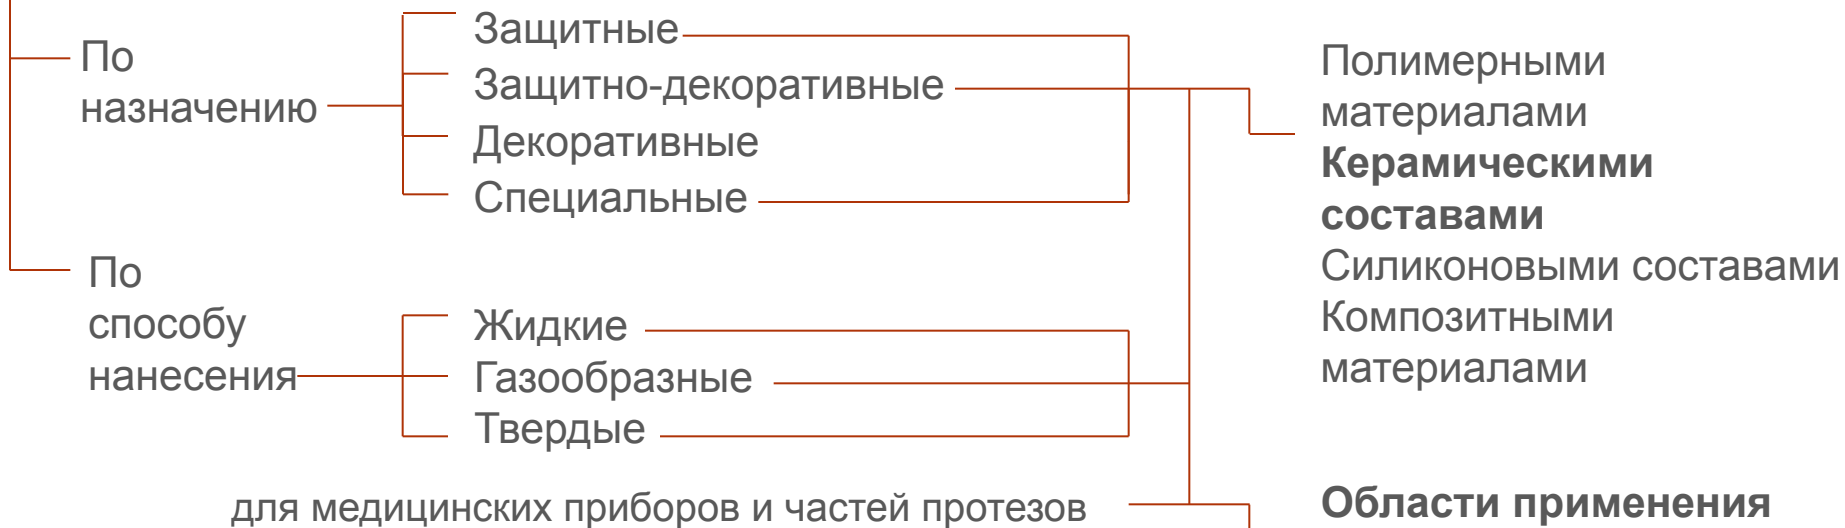 По
назначению
Защитные
Защитно-декоративные
Декоративные
Специальные
Полимерными
материалами
Керамическими
составами
Силиконовыми составами
Композитными
материалами
По
способу
нанесения
Жидкие
Газообразные
Твердые
для медицинских приборов и частей протезов
Области применения